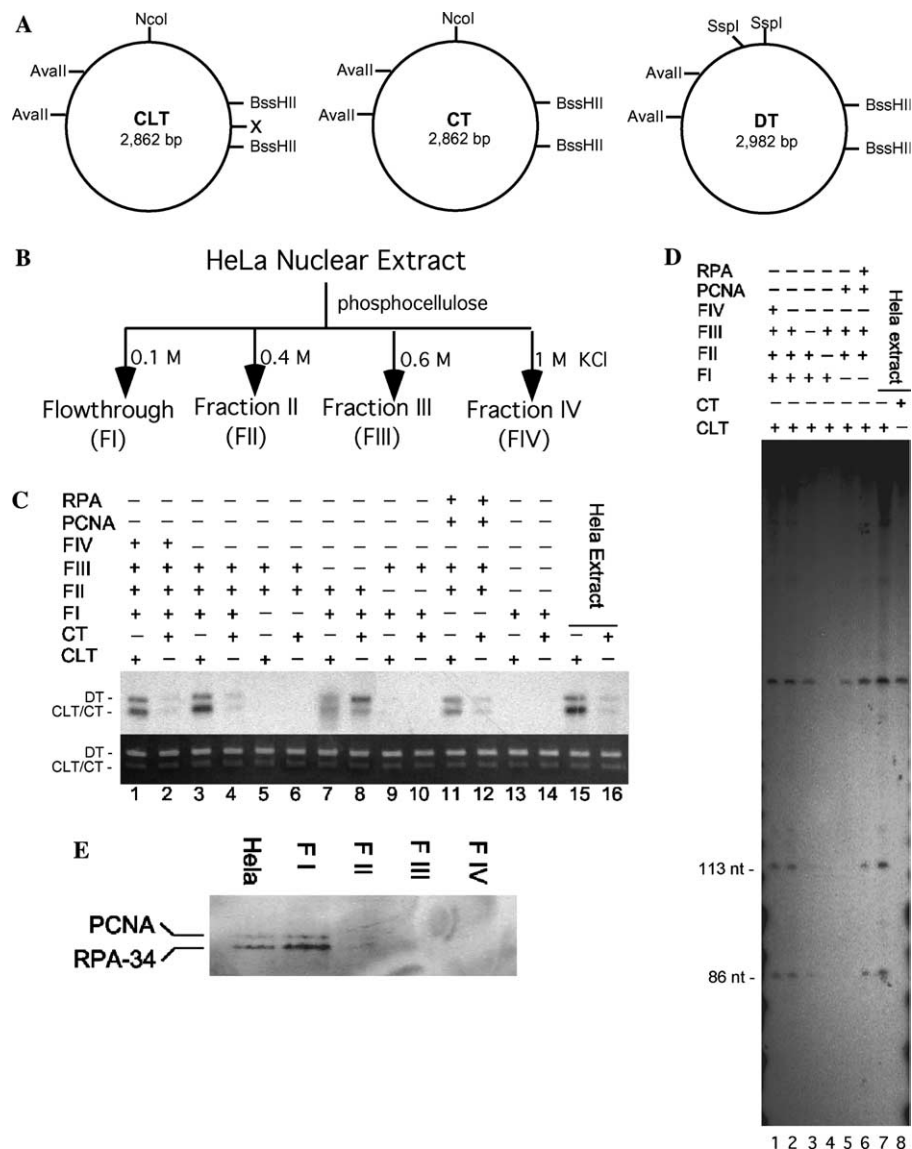 A
NcoI
AvaII
AvaII
CLT
2,862 bp
BssHII
X
BssHII
NcoI
AvaII
AvaII
CT
2,862 bp
BssHII
BssHII
SspI
SspI
AvaII
AvaII
DT
2,982 bp
BssHII
BssHII
B
HeLa Nuclear Extract
phosphocellulose
0.1 M
0.4 M
0.6 M
1 M KCl
Flowthrough
(FI)
Fraction II
(FII)
Fraction III
(FIII)
Fraction IV
(FIV)
C
RPA − − − − − − − − − − + + − −
PCNA − − − − − − − − − − + + − −
FIV + + − − − − − − − − − − − −
FIII + + + + + + − − + + + + − −
FII + + + + + + + + − − + + − −
FI + + + + − − + + + + − − + +
CT − + − + − + − + − + − + − + − +
CLT + − + − + − + − + − + − + − + −
Hela Extract
DT -
CLT/CT -
DT -
CLT/CT -
1 2 3 4 5 6 7 8 9 10 11 12 13 14 15 16
D
RPA − − − − − +
PCNA − − − − + +
FIV + − − − − −
FIII + + − + + +
FII + + + − + +
FI + + + + − −
CT − − − − − − − +
CLT + + + + + + + −
Hela extract
113 nt -
86 nt -
1 2 3 4 5 6 7 8
E
Hela
F I
F II
F III
F IV
PCNA
RPA-34